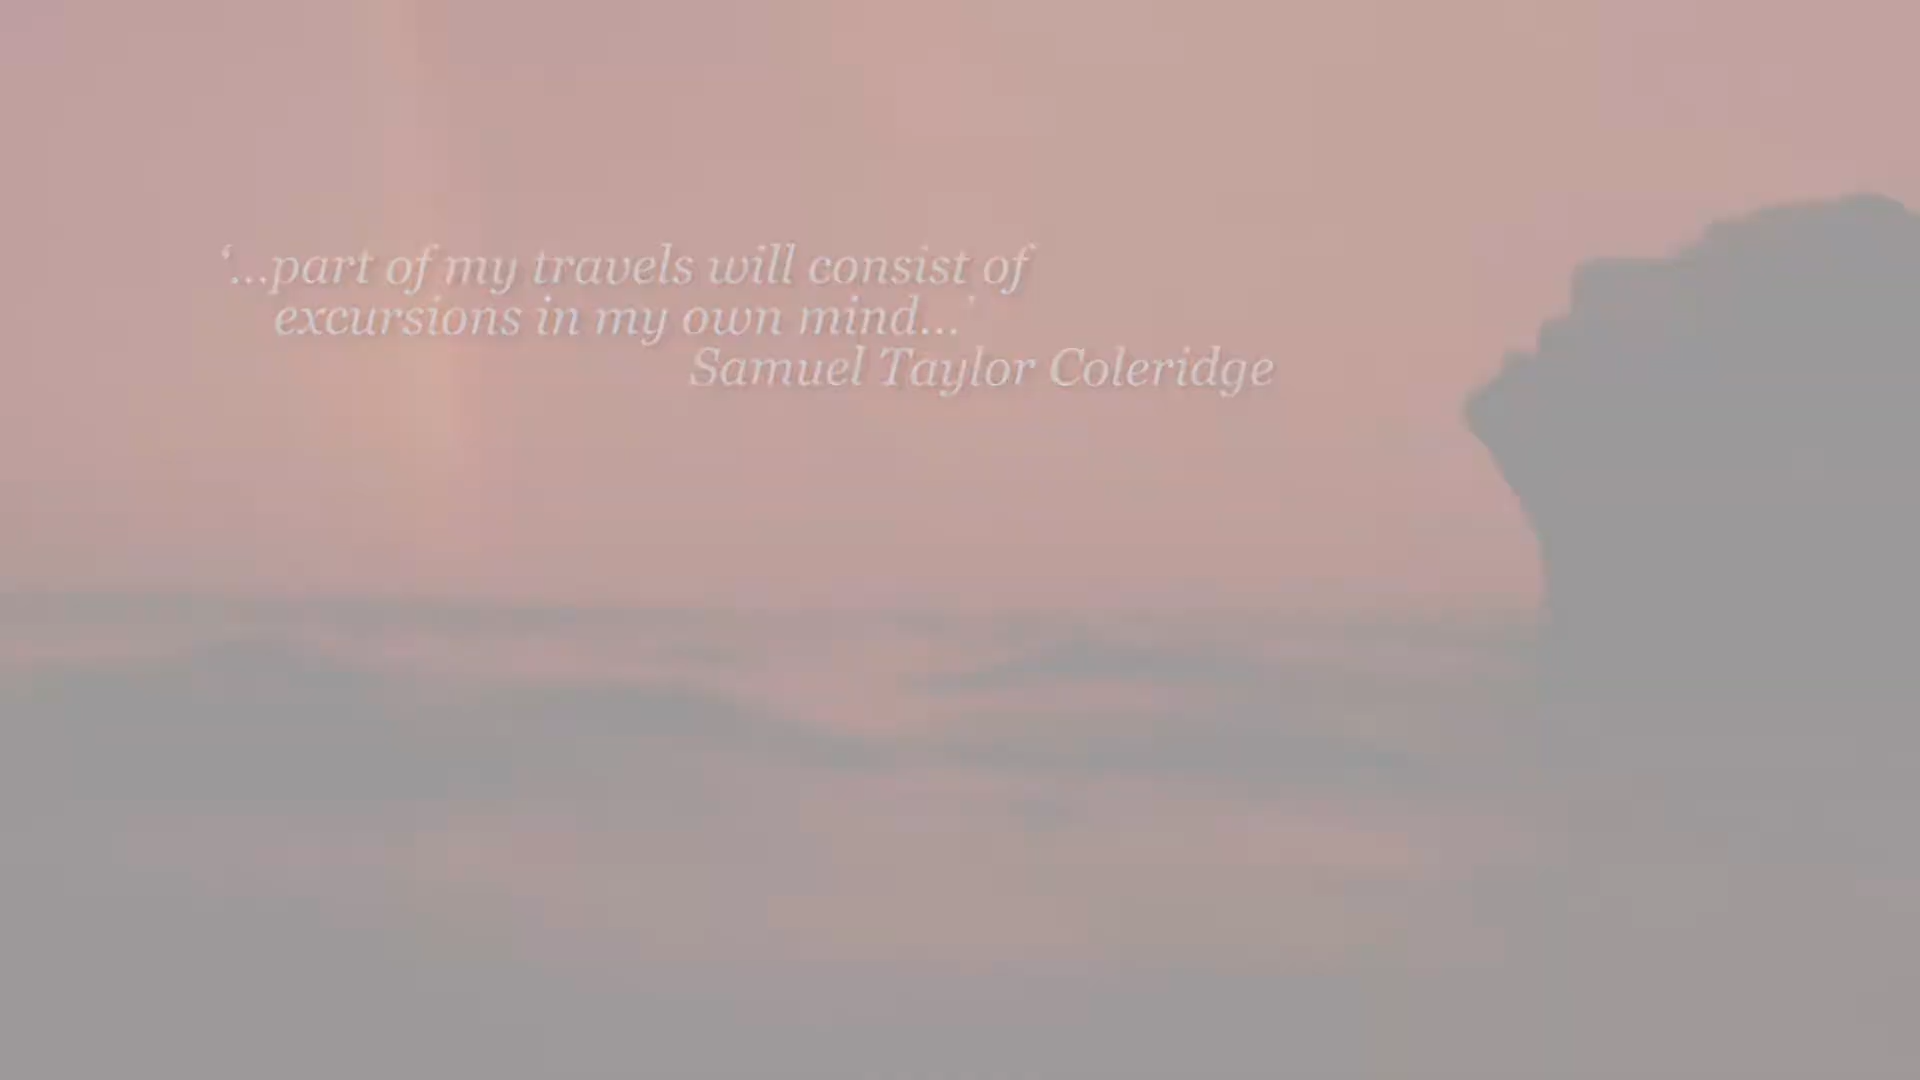 ‘...part of my travels will consist of
excursions in my own mind...’
Samuel Taylor Coleridge